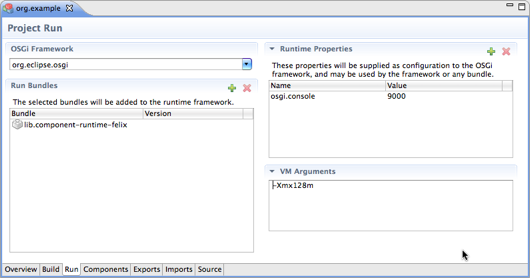 org.example
Project Run
OSGi Framework
org.eclipse.osgi
Run Bundles
The selected bundles will be added to the runtime framework.
Bundle Version
lib.component-runtime-felix
Runtime Properties
These properties will be supplied as configuration to the OSGi
framework, and may be used by the framework or any bundle.
Name Value
osgi.console 9000
VM Arguments
-Xmx128m
Overview Build Run Components Exports Imports Source